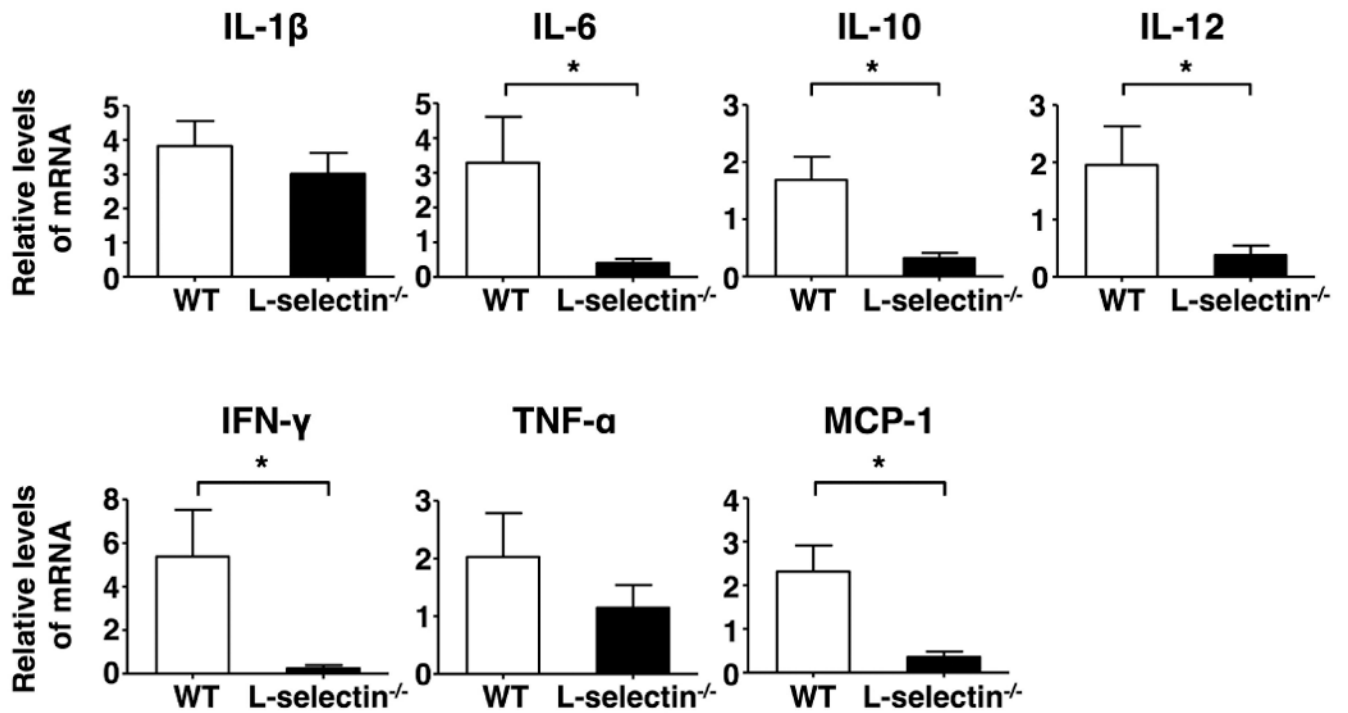 IL-1β IL-6 IL-10 IL-12
* * *
Relative levels
of mRNA
5 5 3 3
4 4
3 3 2 2
2 2
1 1 1 1
0 0 0 0
WT L-selectin-/- WT L-selectin-/- WT L-selectin-/- WT L-selectin-/-
IFN-γ TNF-α MCP-1
* *
Relative levels
of mRNA
8 3 4
6 3
4 2 2
2 1 1
0 0 0
WT L-selectin-/- WT L-selectin-/- WT L-selectin-/-